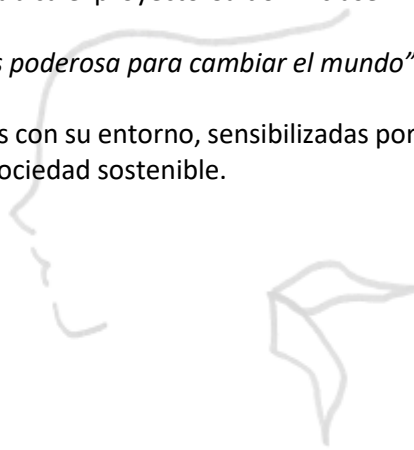 s poderosa para cambiar el mundo”
s con su entorno, sensibilizadas por
ociedad sostenible.